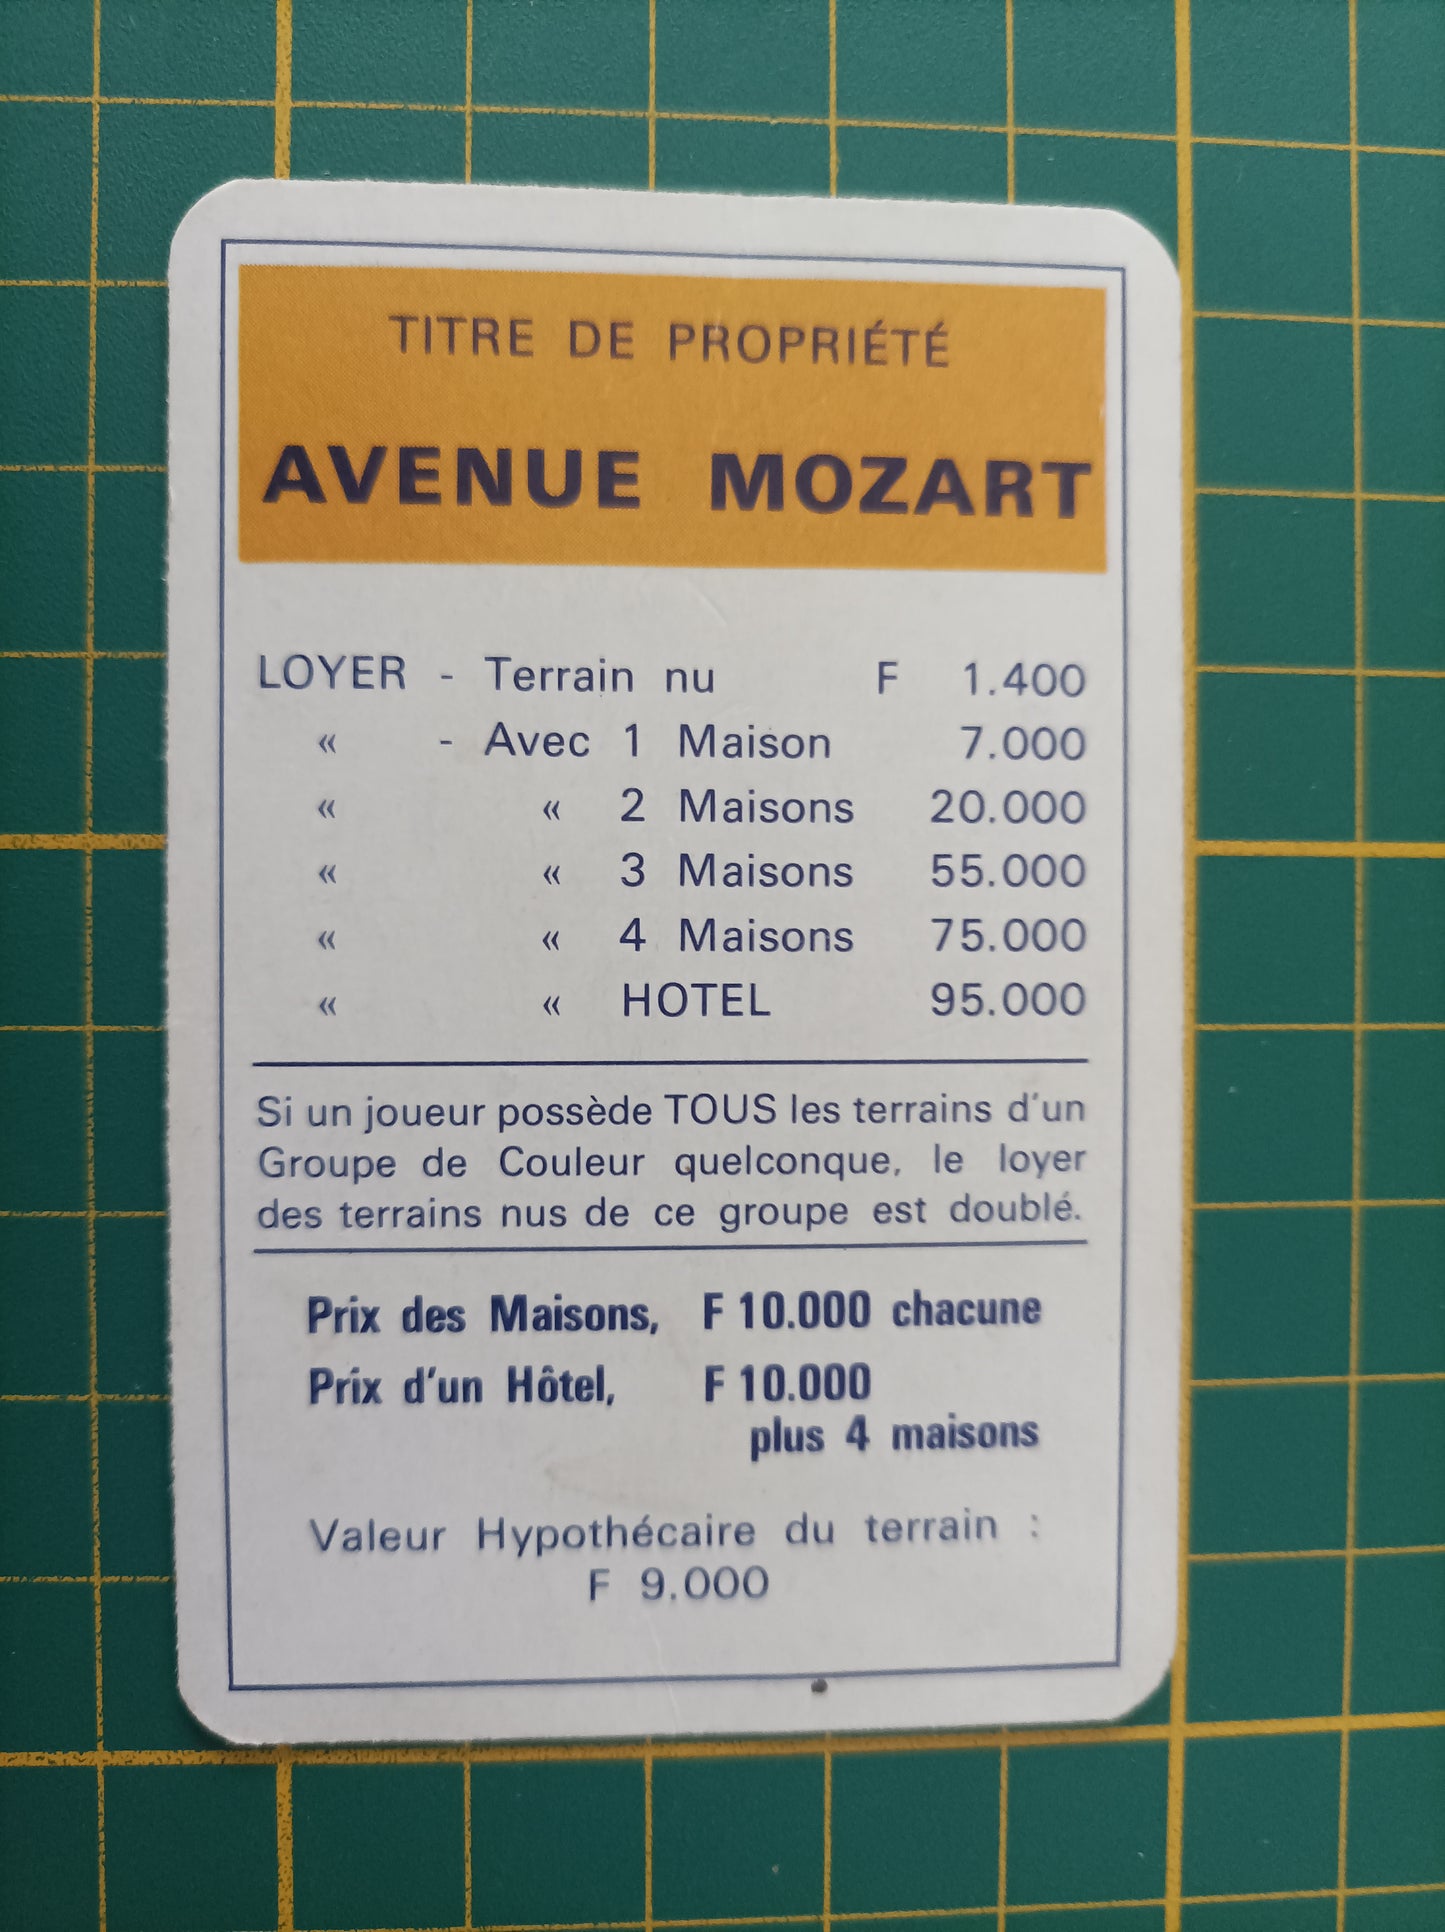 TITRE DE PROPRIÉTÉ
AVENUE MOZART
LOYER - Terrain nu F 1.400
« - Avec 1 Maison 7.000
« « 2 Maisons 20.000
« « 3 Maisons 55.000
« « 4 Maisons 75.000
« « HOTEL 95.000
Si un joueur possède TOUS les terrains d'un
Groupe de Couleur quelconque, le loyer
des terrains nus de ce groupe est doublé.
Prix des Maisons, F 10.000 chacune
Prix d'un Hôtel, F 10.000
plus 4 maisons
Valeur Hypothécaire du terrain :
F 9.000